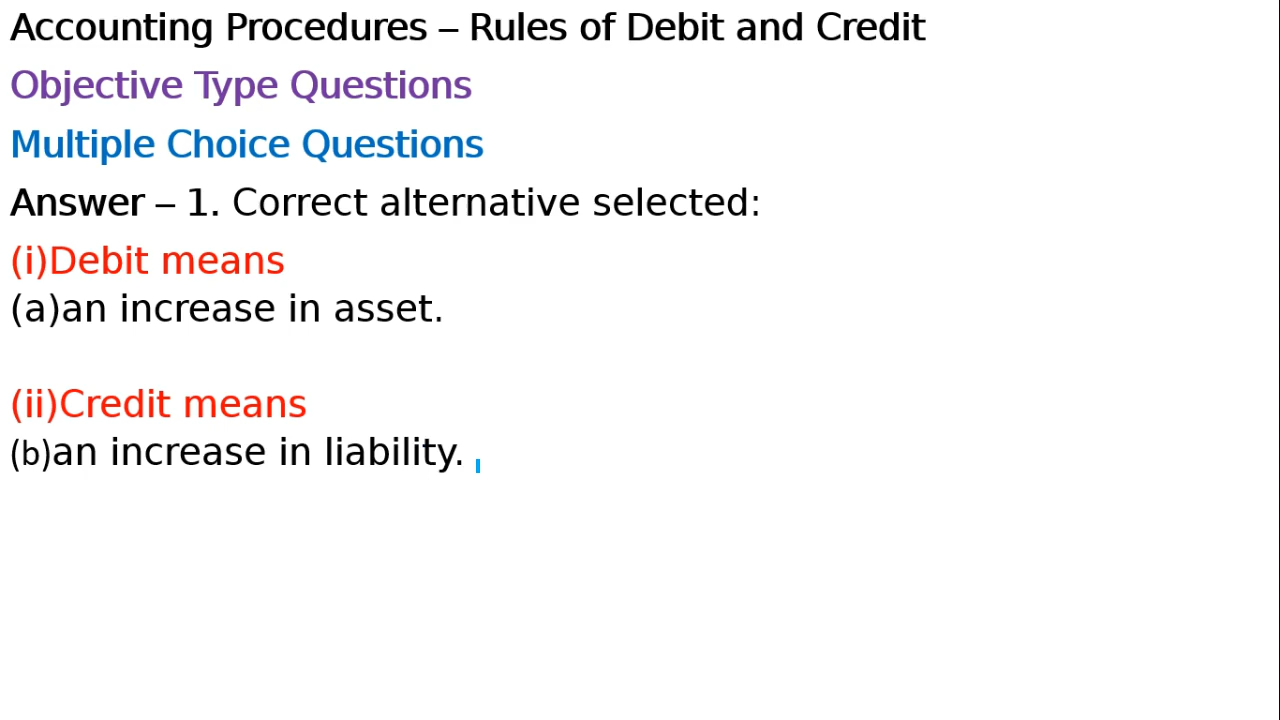 Accounting Procedures – Rules of Debit and Credit
Objective Type Questions
Multiple Choice Questions
Answer – 1. Correct alternative selected:
(i)Debit means
(a)an increase in asset.
(ii)Credit means
(b)an increase in liability.